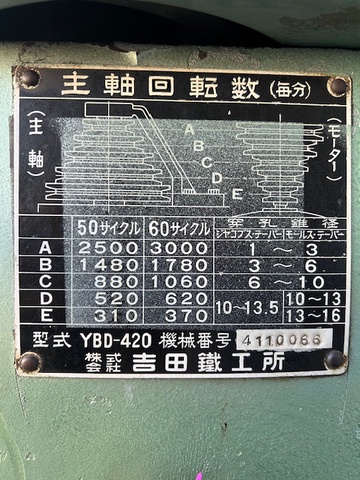 主軸回転数(毎分)
(主軸)
(モーター)
A
B
C
D
E
50サイクル 60サイクル 穿孔錐径
ジャコブス・テーパー モールス・テーパー
A 2500 3000 1~3
B 1480 1780 3~6
C 880 1060 6~10
D 520 620 10~13.5 10~13
E 310 370 13~16
型式 YBD-420 機械番号 4110066
株式会社 吉田鐵工所